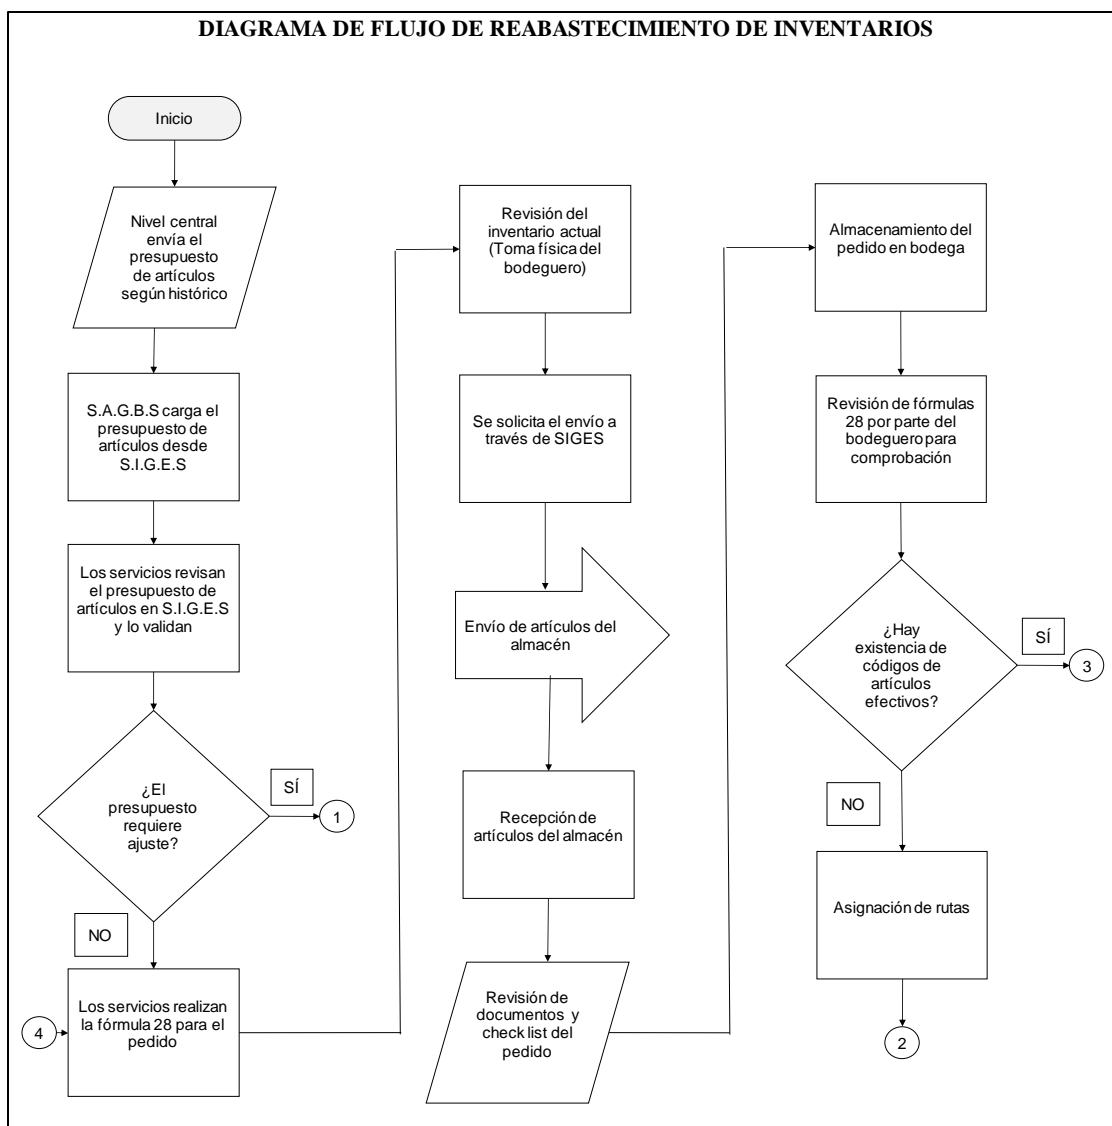 DIAGRAMA DE FLUJO DE REABASTECIMIENTO DE INVENTARIOS
Inicio
Nivel central
envía el
presupuesto
de artículos
según histórico
S.A.G.B.S carga el
presupuesto de
artículos desde
S.I.G.E.S
Los servicios revisan
el presupuesto de
artículos en S.I.G.E.S
y lo validan
¿El
presupuesto
requiere
ajuste?
SÍ
1
NO
4
Los servicios realizan
la fórmula 28 para el
pedido
Revisión del
inventario actual
(Toma física del
bodeguero)
Se solicita el envío a
través de SIGES
Envío de artículos del
almacén
Recepción de
artículos del almacén
Revisión de
documentos y
check list del
pedido
Almacenamiento del
pedido en bodega
Revisión de fórmulas
28 por parte del
bodeguero para
comprobación
¿Hay
existencia de
códigos de
artículos
efectivos?
SÍ
3
NO
Asignación de rutas
2